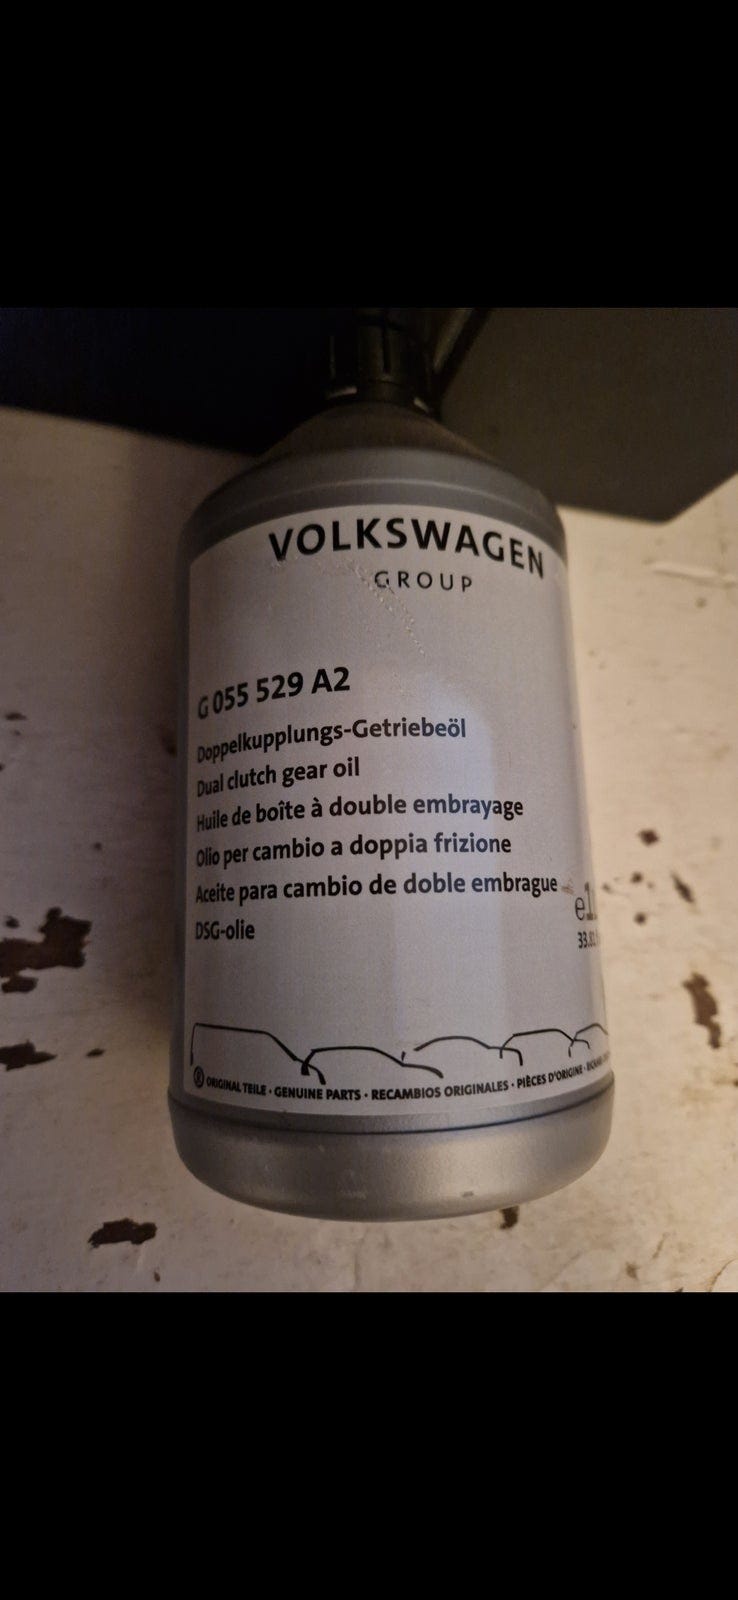 VOLKSWAGEN
GROUP
G 055 529 A2
Doppelkupplungs-Getriebeöl
Dual clutch gear oil
Huile de boîte à double embrayage
Olio per cambio a doppia frizione
Aceite para cambio de doble embrague
DSG-olie
® ORIGINAL TEILE · GENUINE PARTS · RECAMBIOS ORIGINALES · PIÈCES D'ORIGINE ·